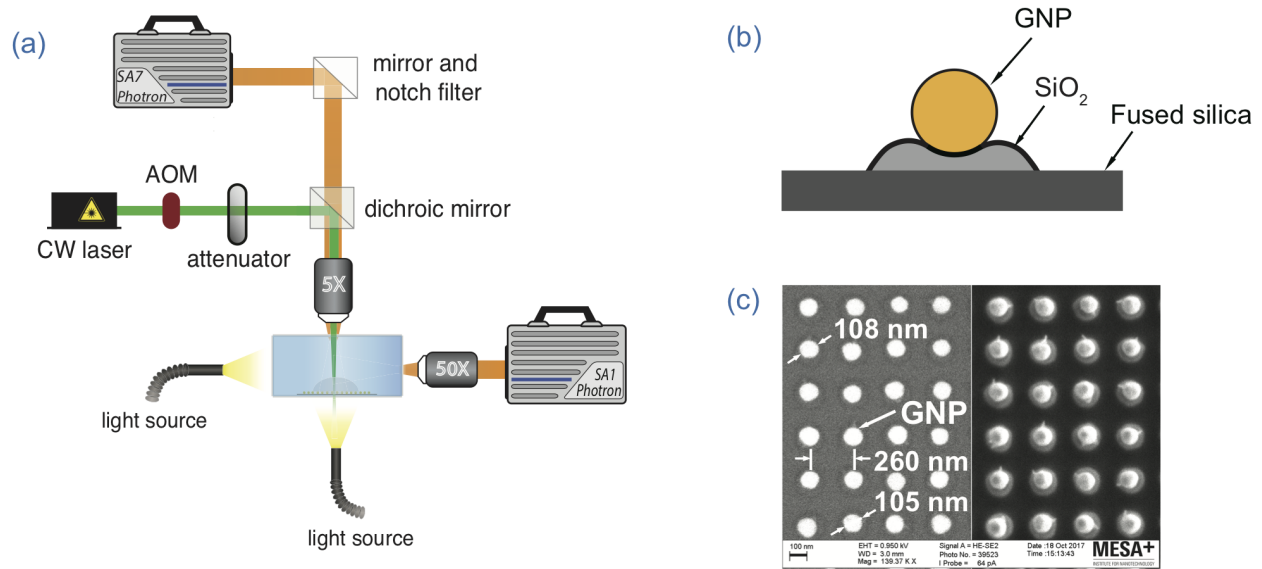 (a)
SA7
Photron
mirror and
notch filter
AOM
CW laser
attenuator
dichroic mirror
5X
50X
SA1
Photron
light source
light source
(b)
GNP
SiO₂
Fused silica
(c)
108 nm
GNP
260 nm
105 nm
100 nm
EHT = 0.950 kV
WD = 3.0 mm
Mag = 139.37 K X
Signal A = HE-SE2
Photo No. = 39523
I Probe = 64 pA
Date :18 Oct 2017
Time :15:13:43
MESA+
INSTITUTE FOR NANOTECHNOLOGY